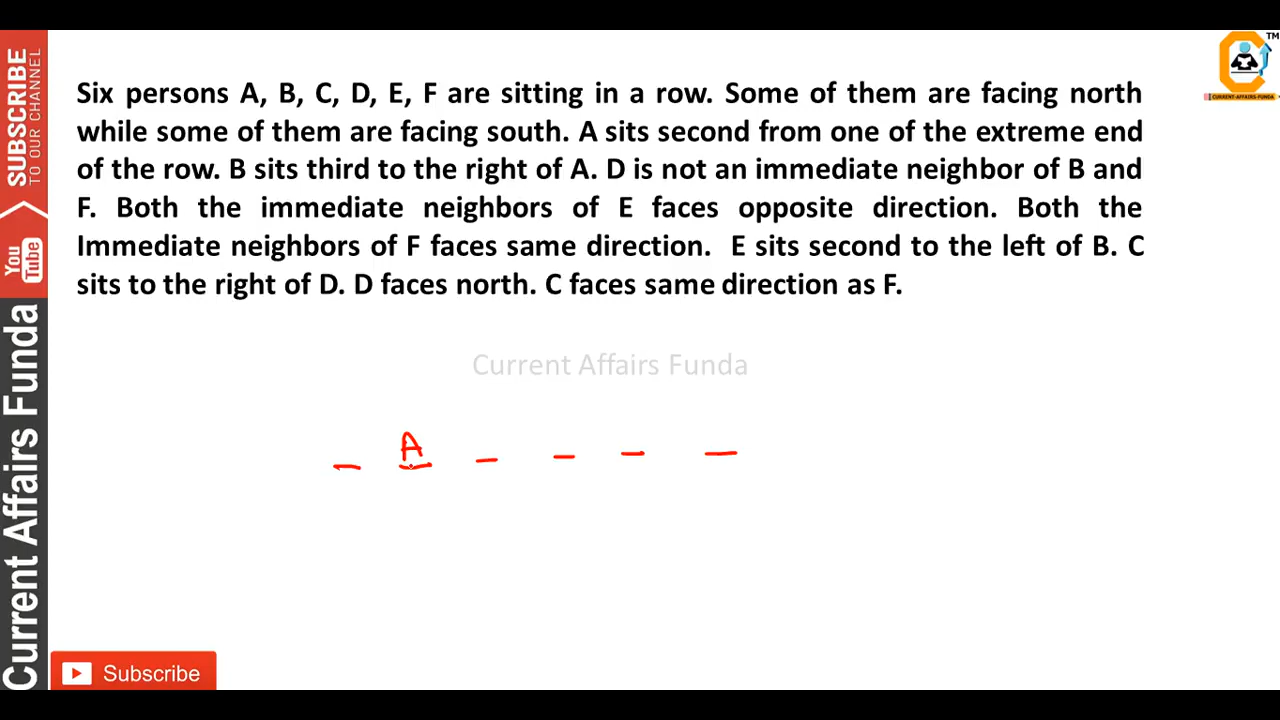 Six persons A, B, C, D, E, F are sitting in a row. Some of them are facing north
while some of them are facing south. A sits second from one of the extreme end
of the row. B sits third to the right of A. D is not an immediate neighbor of B and
F. Both the immediate neighbors of E faces opposite direction. Both the
Immediate neighbors of F faces same direction. E sits second to the left of B. C
sits to the right of D. D faces north. C faces same direction as F.
Current Affairs Funda
A
SUBSCRIBE
TO OUR CHANNEL
You
Tube
Current Affairs Funda
Subscribe
TM
CURRENT-AFFAIRS-FUNDA